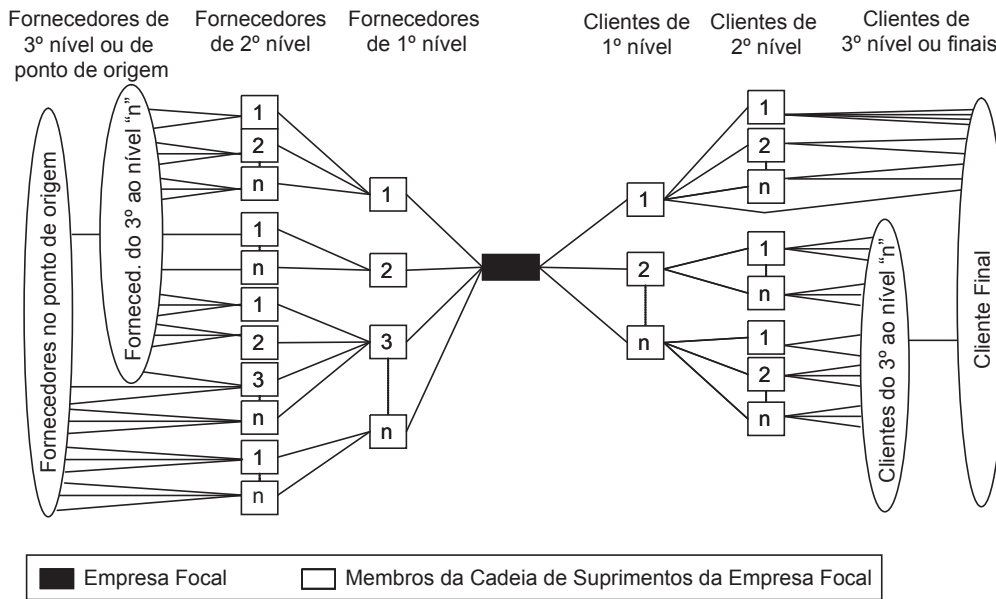 Fornecedores de
3º nível ou de
ponto de origem
Fornecedores
de 2º nível
Fornecedores
de 1º nível
Clientes de
1º nível
Clientes de
2º nível
Clientes de
3º nível ou finais
Fornecedores no ponto de origem
Forneced. do 3º ao nível “n”
1
2
n
1
n
1
2
3
n
1
n
1
2
3
n
1
2
n
1
2
n
1
n
1
2
n
Clientes do 3º ao nível “n”
Cliente Final
Empresa Focal
Membros da Cadeia de Suprimentos da Empresa Focal